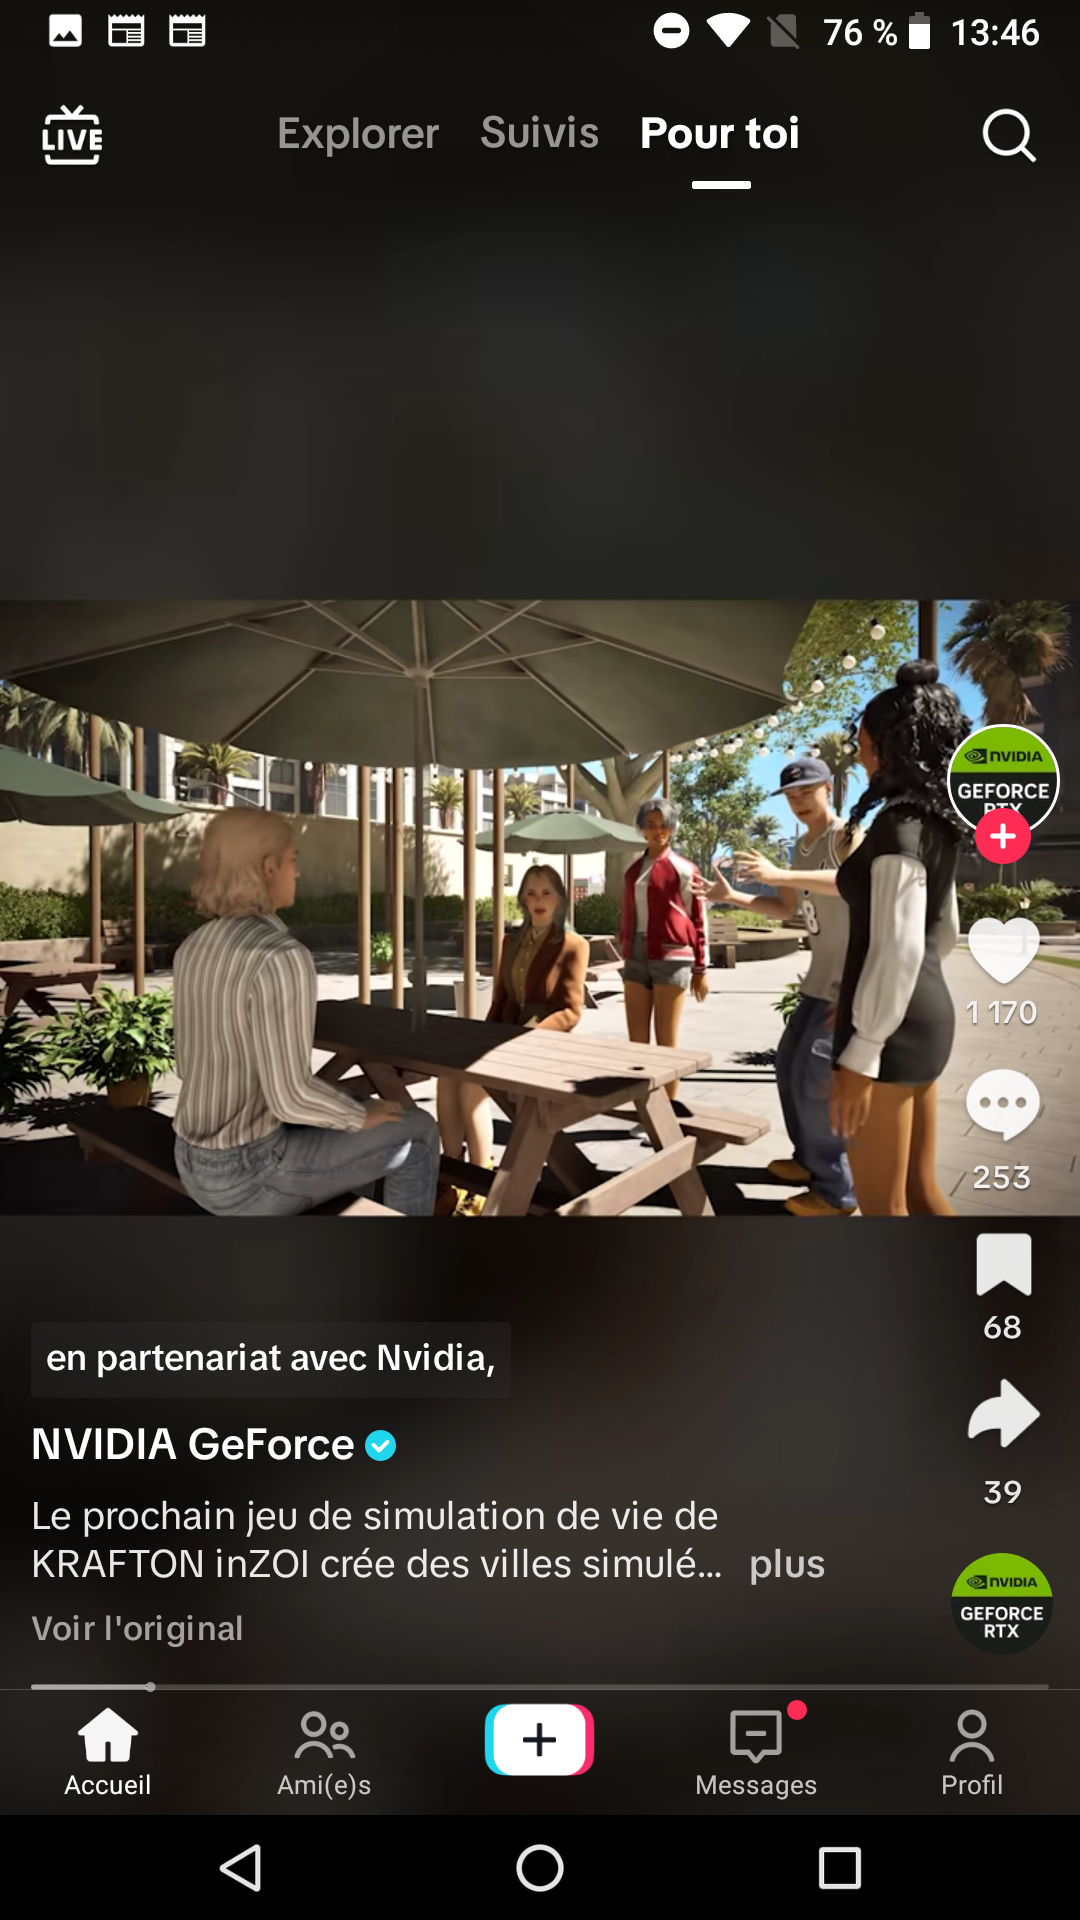 76 % 13:46
LIVE Explorer Suivis Pour toi
NVIDIA
GEFORCE
RTX
1 170
253
68
en partenariat avec Nvidia,
NVIDIA GeForce
39
Le prochain jeu de simulation de vie de
KRAFTON inZOI crée des villes simulé... plus
NVIDIA
GEFORCE
RTX
Voir l'original
Accueil Ami(e)s Messages Profil